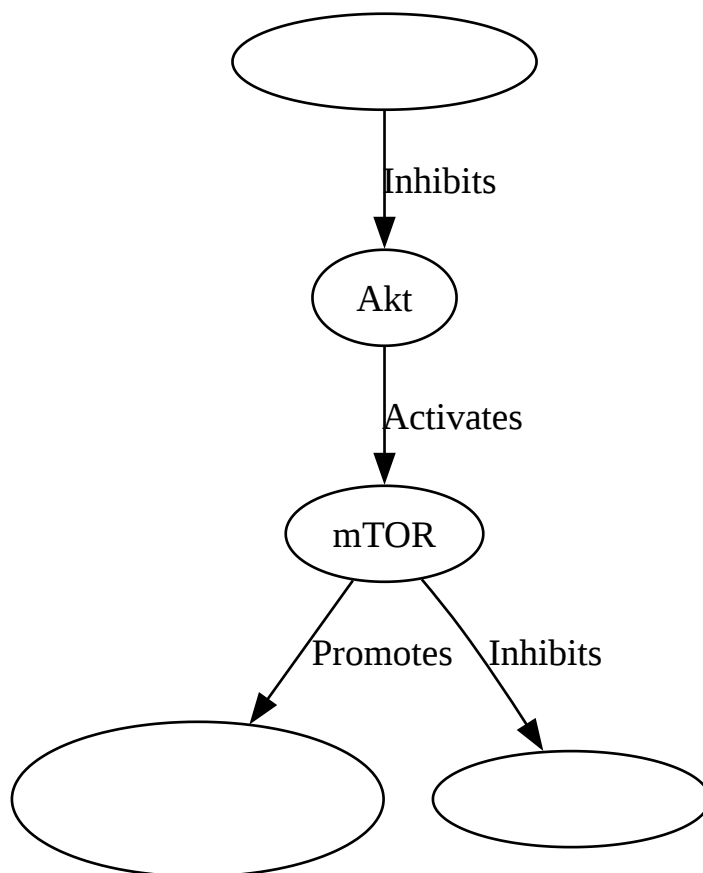 Inhibits
Akt
Activates
mTOR
Promotes
Inhibits